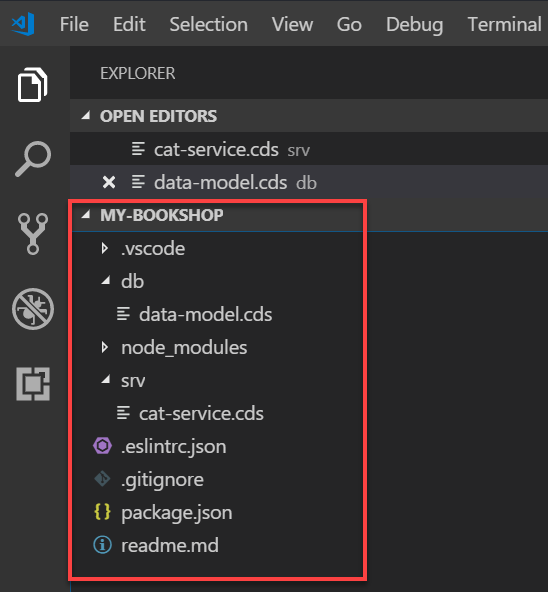 File Edit Selection View Go Debug Terminal
EXPLORER
OPEN EDITORS
cat-service.cds srv
data-model.cds db
MY-BOOKSHOP
.vscode
db
data-model.cds
node_modules
srv
cat-service.cds
.eslintrc.json
.gitignore
{} package.json
readme.md